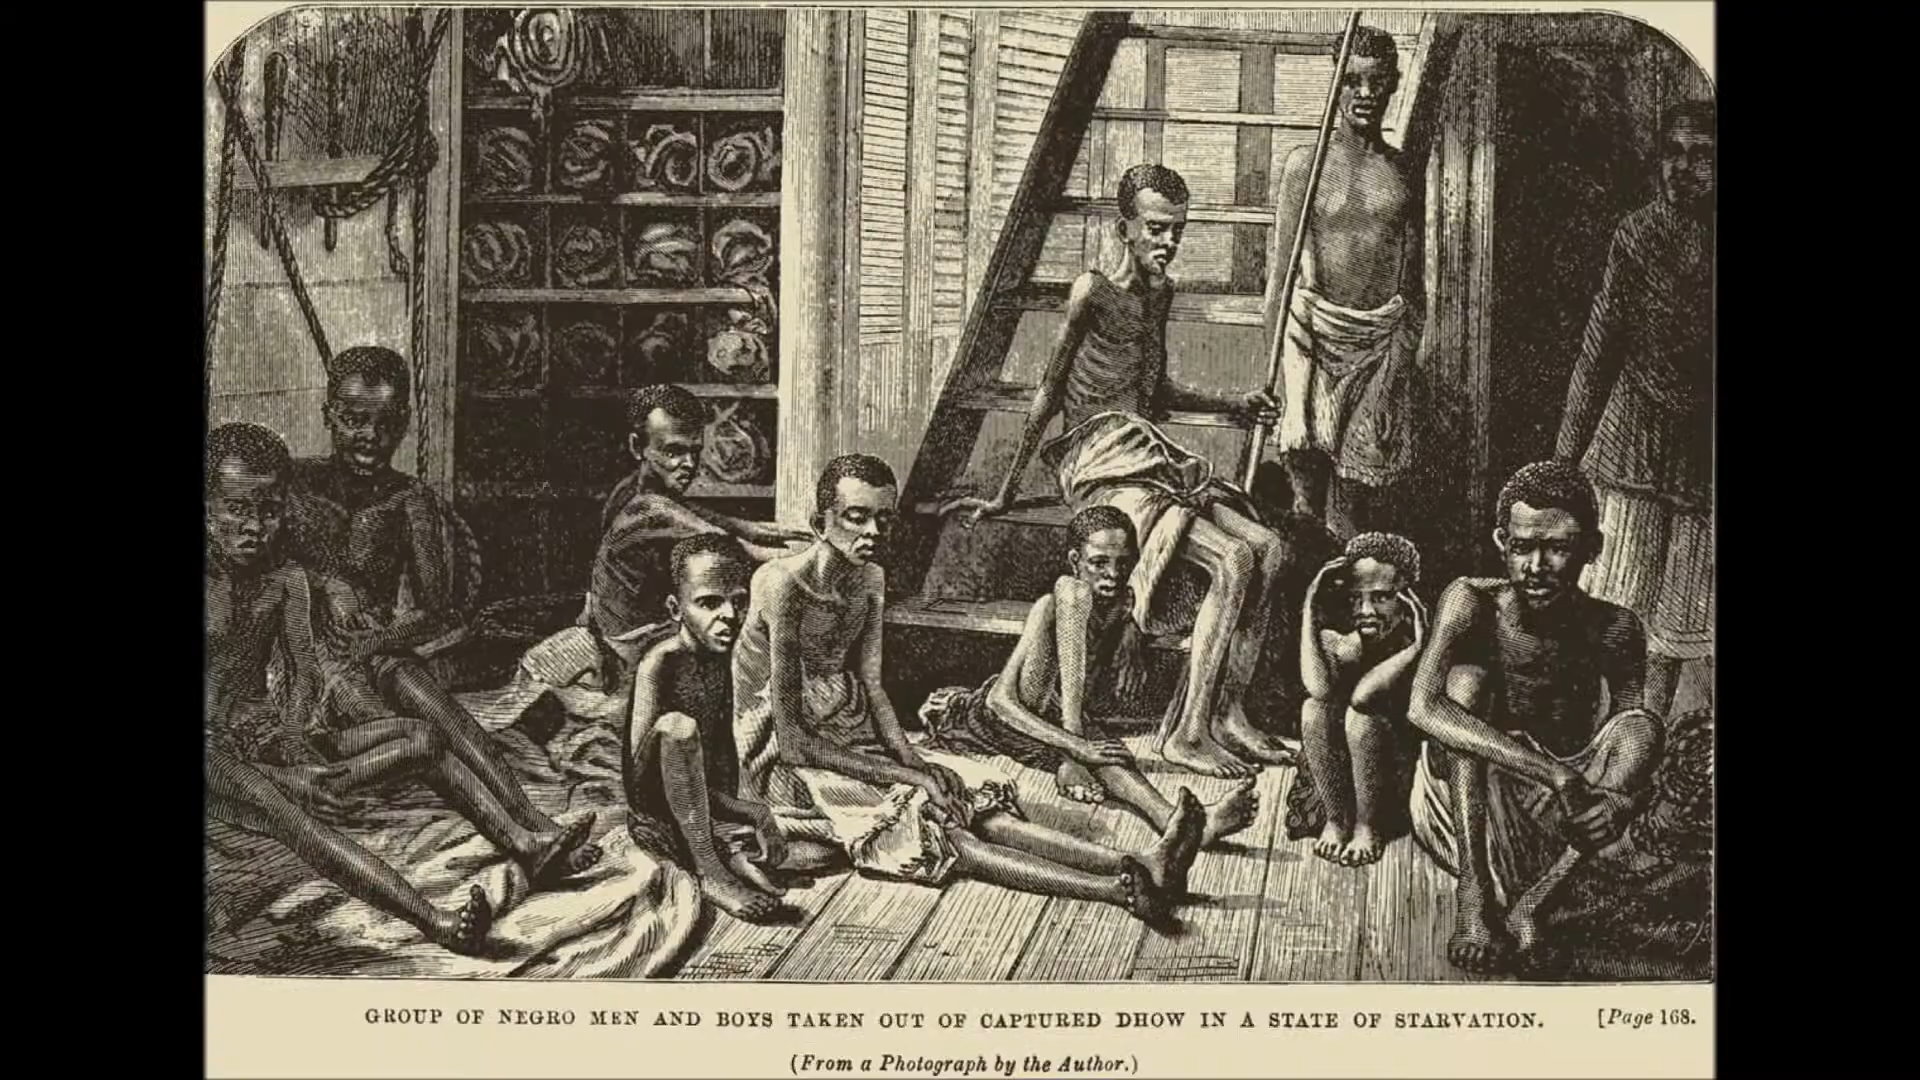 GROUP OF NEGRO MEN AND BOYS TAKEN OUT OF CAPTURED DHOW IN A STATE OF STARVATION. [Page 168.
(From a Photograph by the Author.)